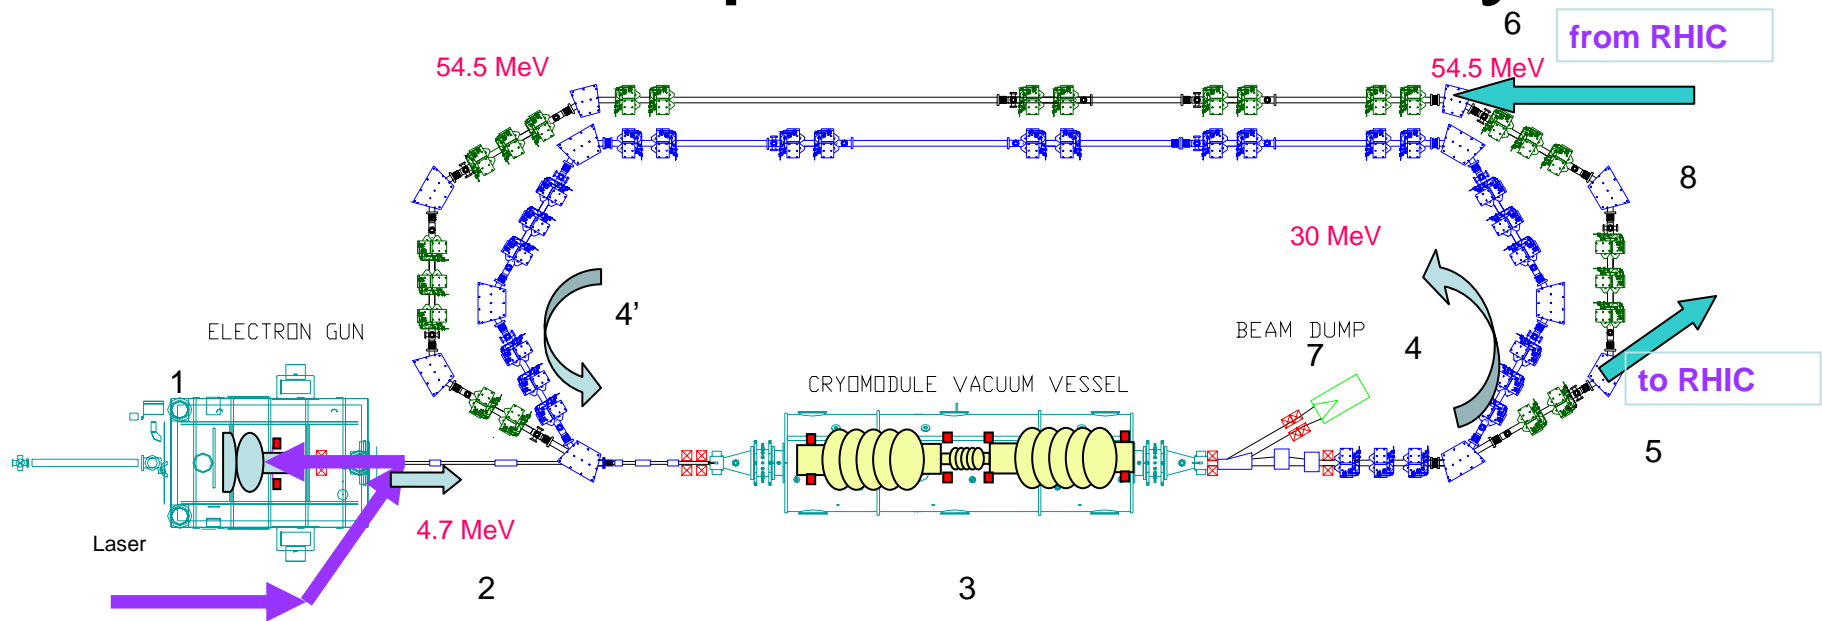 6
from RHIC
54.5 MeV
54.5 MeV
8
30 MeV
4'
ELECTRON GUN
BEAM DUMP
7
4
1
CRYOMODULE VACUUM VESSEL
to RHIC
5
4.7 MeV
Laser
2
3